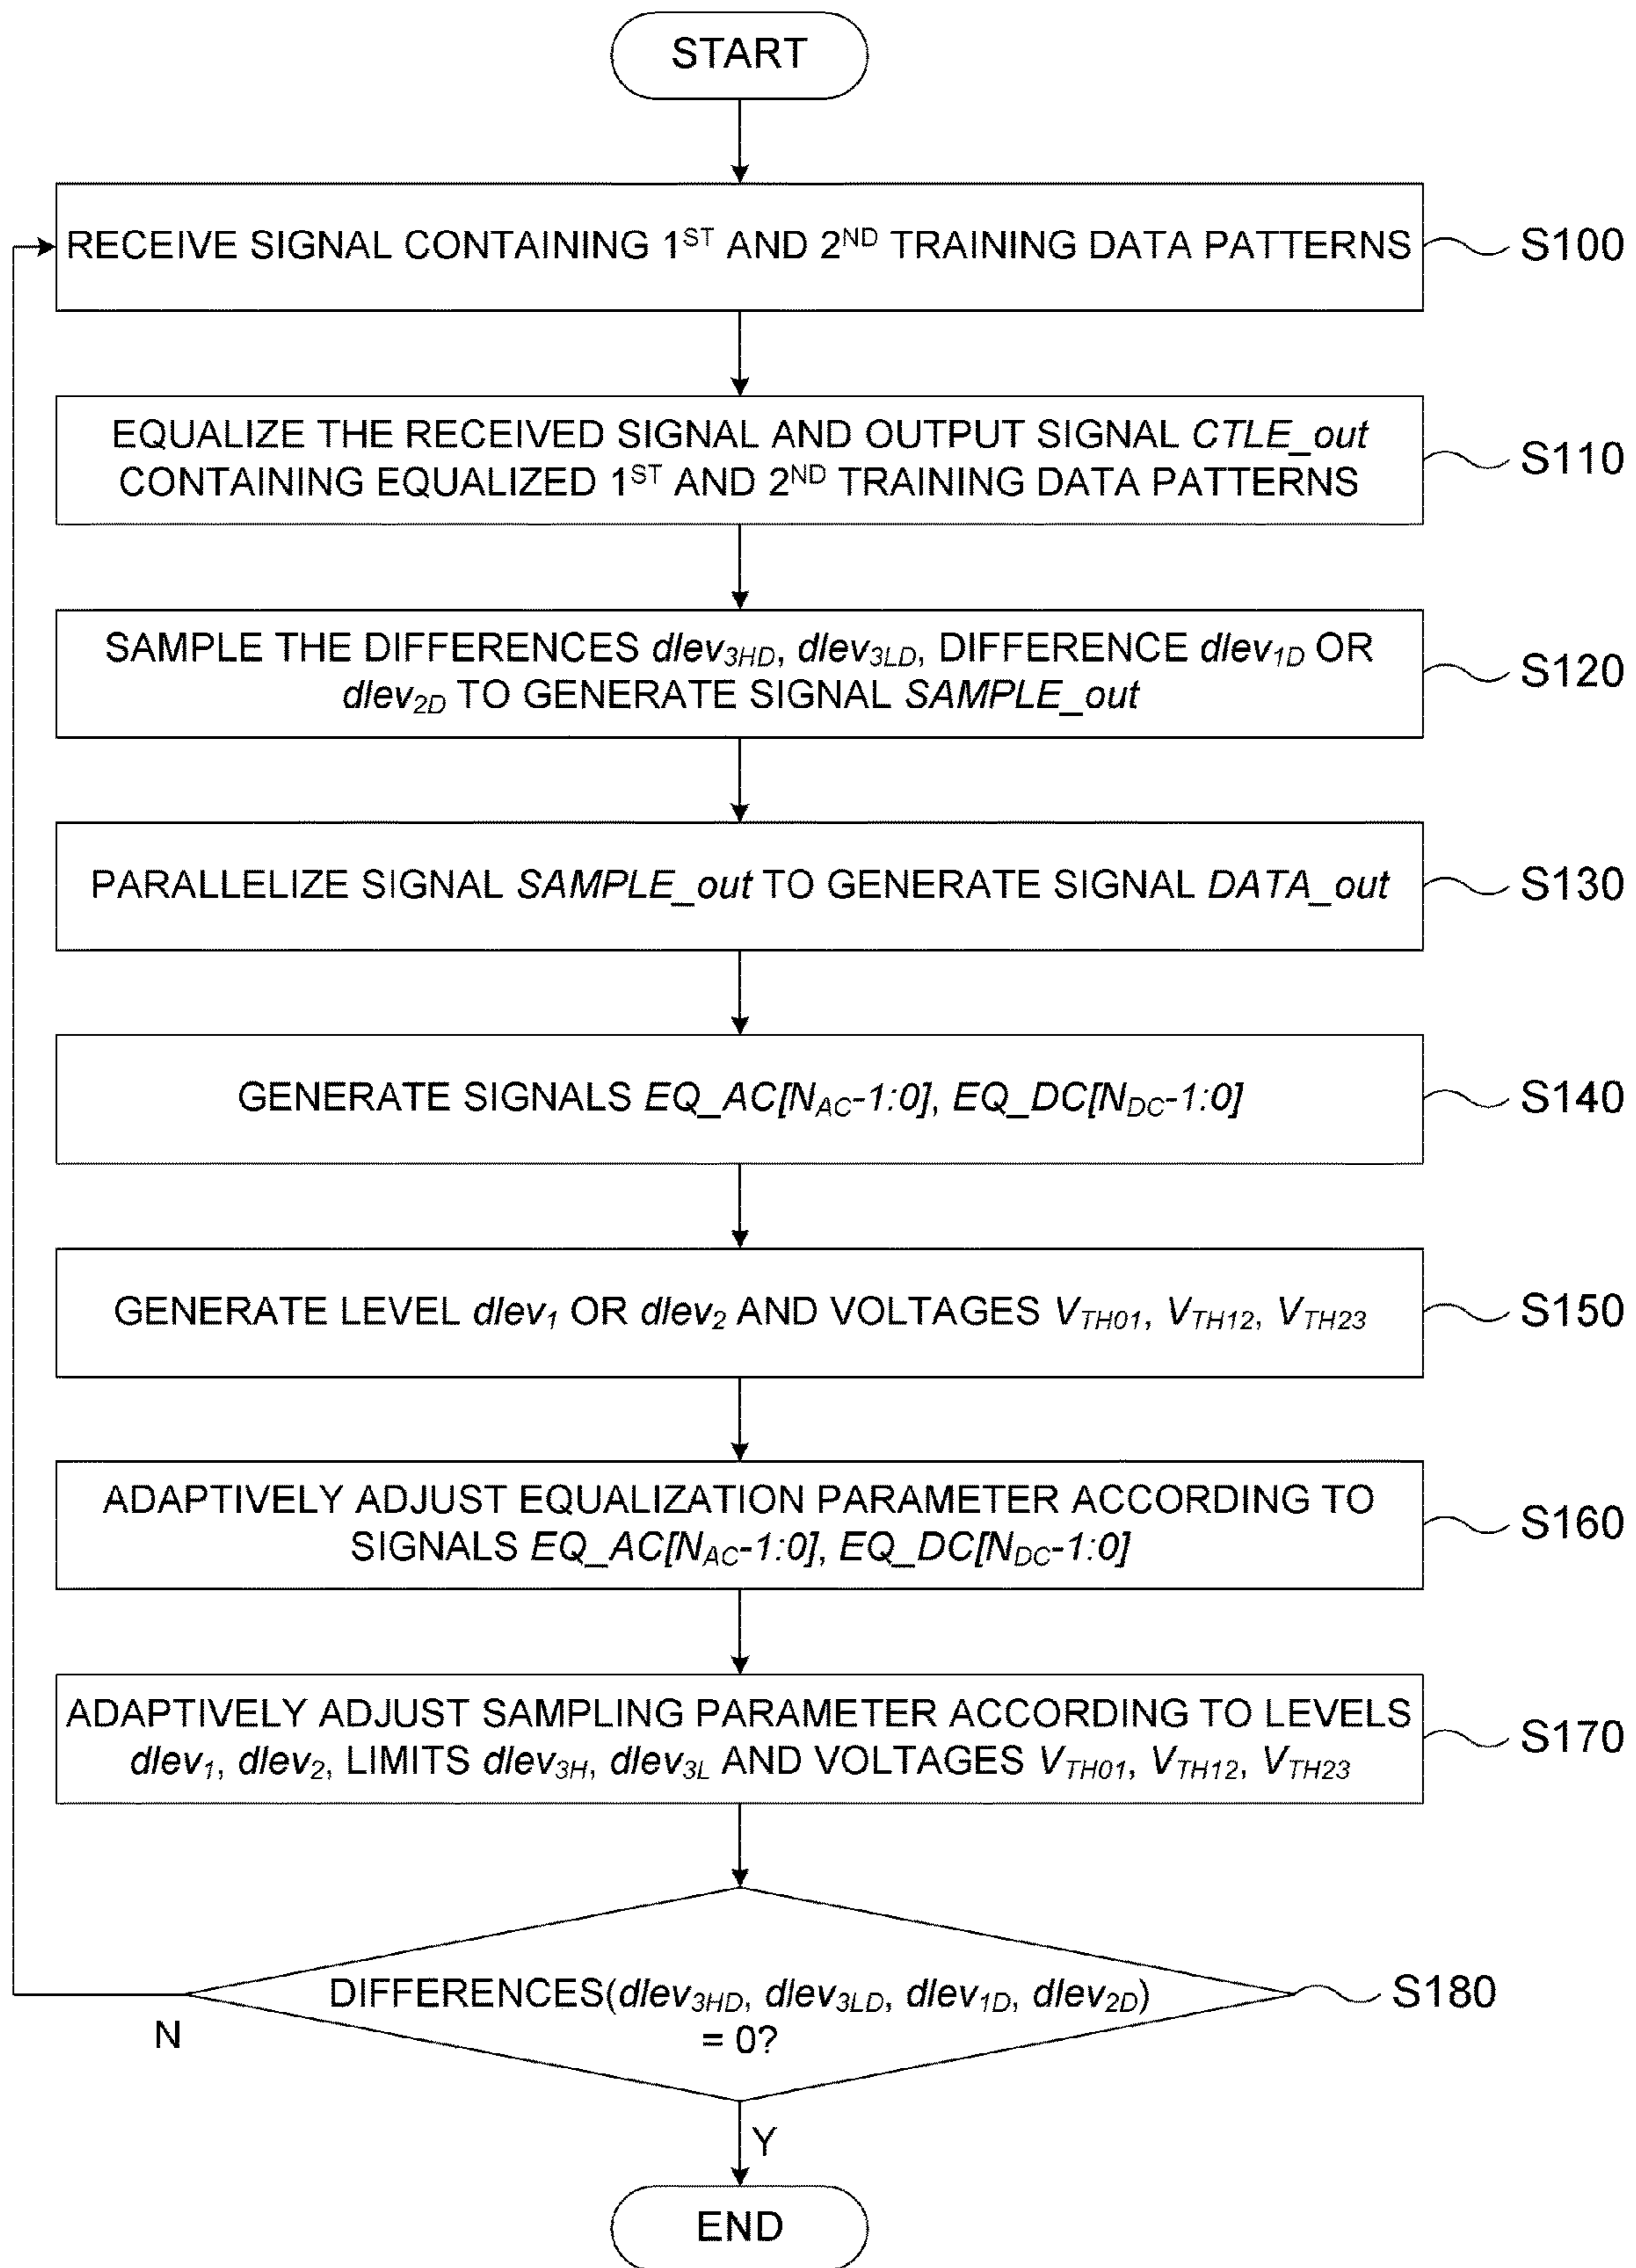 START
RECEIVE SIGNAL CONTAINING 1ST AND 2ND TRAINING DATA PATTERNS
S100
EQUALIZE THE RECEIVED SIGNAL AND OUTPUT SIGNAL CTLE_out
CONTAINING EQUALIZED 1ST AND 2ND TRAINING DATA PATTERNS
S110
SAMPLE THE DIFFERENCES dlev3HD, dlev3LD, DIFFERENCE dlev1D OR
dlev2D TO GENERATE SIGNAL SAMPLE_out
S120
PARALLELIZE SIGNAL SAMPLE_out TO GENERATE SIGNAL DATA_out
S130
GENERATE SIGNALS EQ_AC[NAC-1:0], EQ_DC[NDC-1:0]
S140
GENERATE LEVEL dlev1 OR dlev2 AND VOLTAGES VTH01, VTH12, VTH23
S150
ADAPTIVELY ADJUST EQUALIZATION PARAMETER ACCORDING TO
SIGNALS EQ_AC[NAC-1:0], EQ_DC[NDC-1:0]
S160
ADAPTIVELY ADJUST SAMPLING PARAMETER ACCORDING TO LEVELS
dlev1, dlev2, LIMITS dlev3H, dlev3L AND VOLTAGES VTH01, VTH12, VTH23
S170
DIFFERENCES(dlev3HD, dlev3LD, dlev1D, dlev2D)
= 0?
S180
N
Y
END